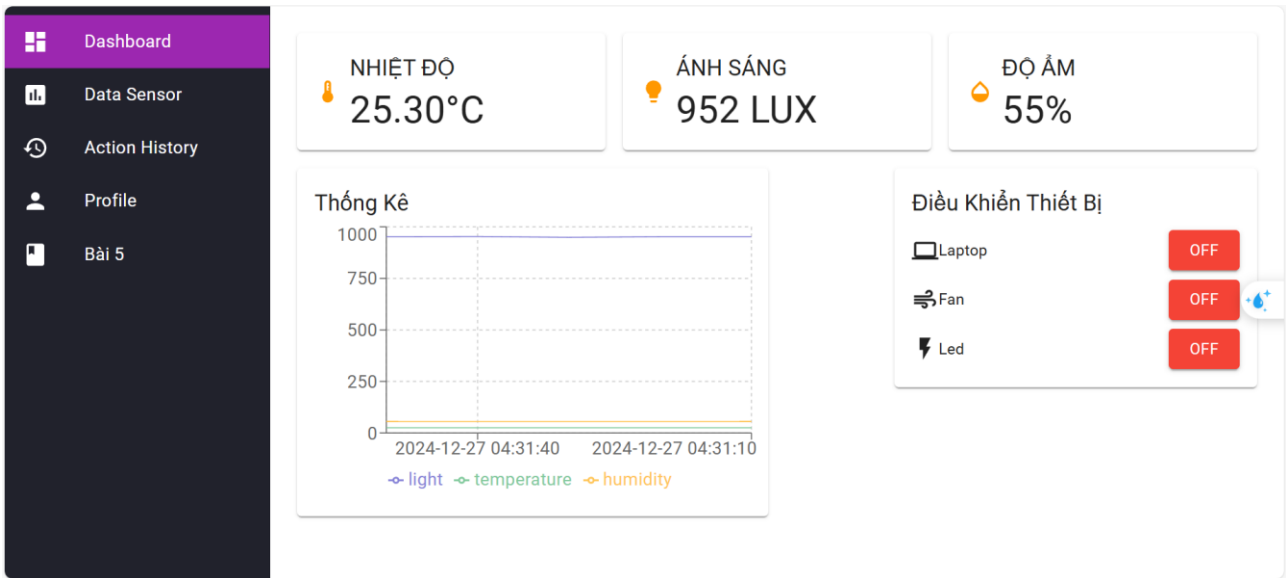 Dashboard
Data Sensor
Action History
Profile
Bài 5
NHIỆT ĐỘ
25.30°C
ÁNH SÁNG
952 LUX
ĐỘ ẨM
55%
Thống Kê
1000
750
500
250
0
2024-12-27 04:31:40 2024-12-27 04:31:10
light temperature humidity
Điều Khiển Thiết Bị
Laptop OFF
Fan OFF
Led OFF